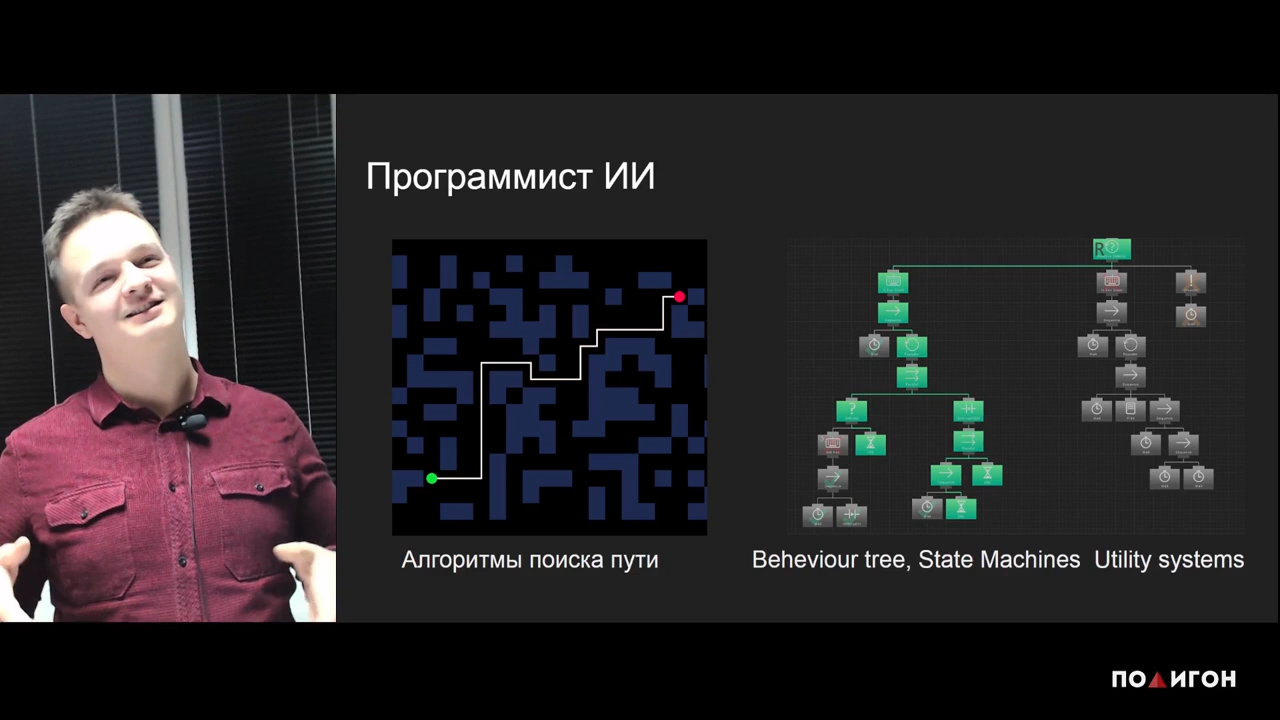 Программист ИИ
R
Алгоритмы поиска пути
Beheviour tree, State Machines  Utility systems
ПОЛИГОН